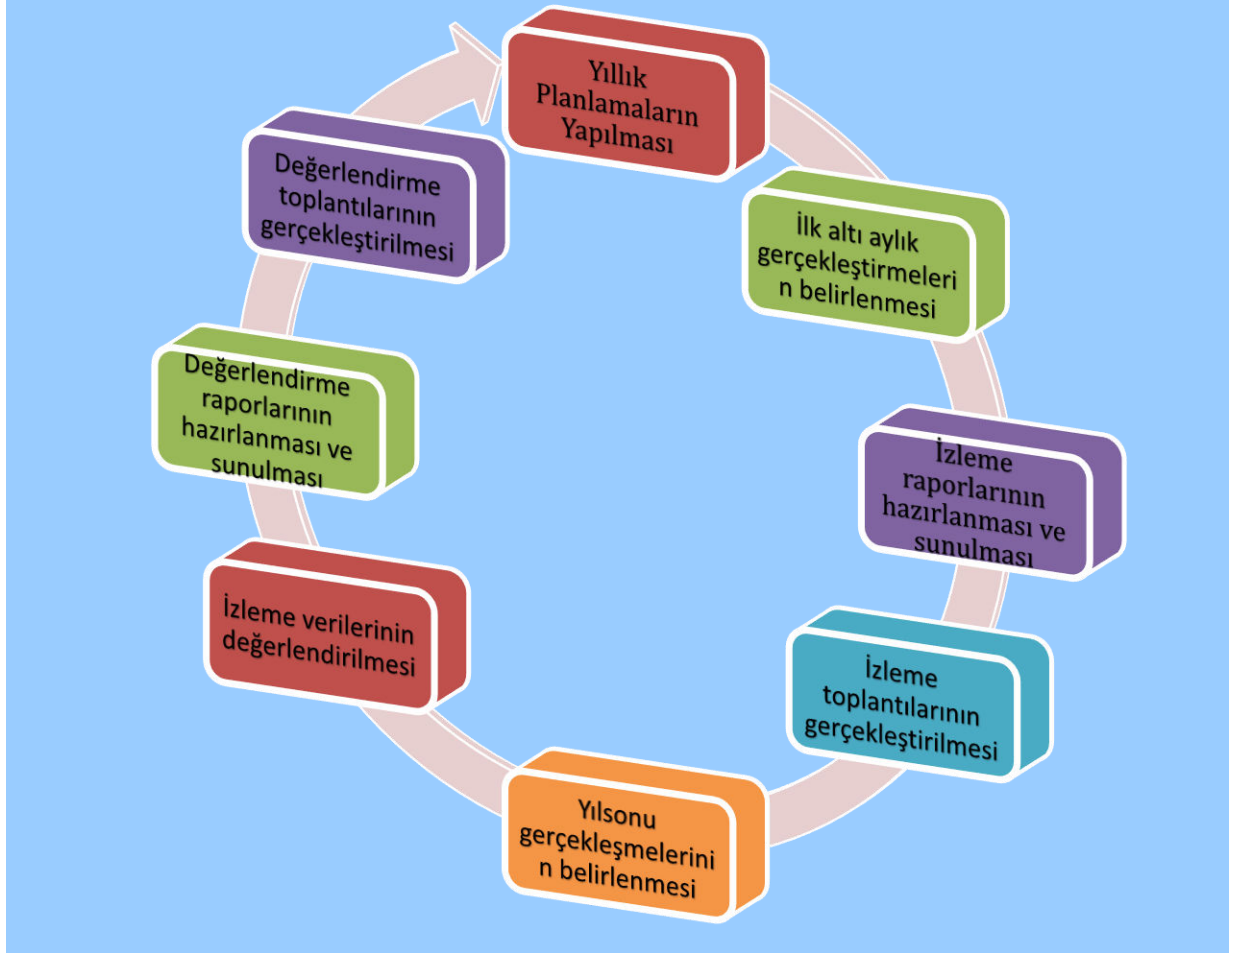 Yıllık
Planlamaların
Yapılması
İlk altı aylık
gerçekleştirmeleri
n belirlenmesi
İzleme
raporlarının
hazırlanması ve
sunulması
İzleme
toplantılarının
gerçekleştirilmesi
Yılsonu
gerçekleşmelerini
n belirlenmesi
İzleme verilerinin
değerlendirilmesi
Değerlendirme
raporlarının
hazırlanması ve
sunulması
Değerlendirme
toplantılarının
gerçekleştirilmesi